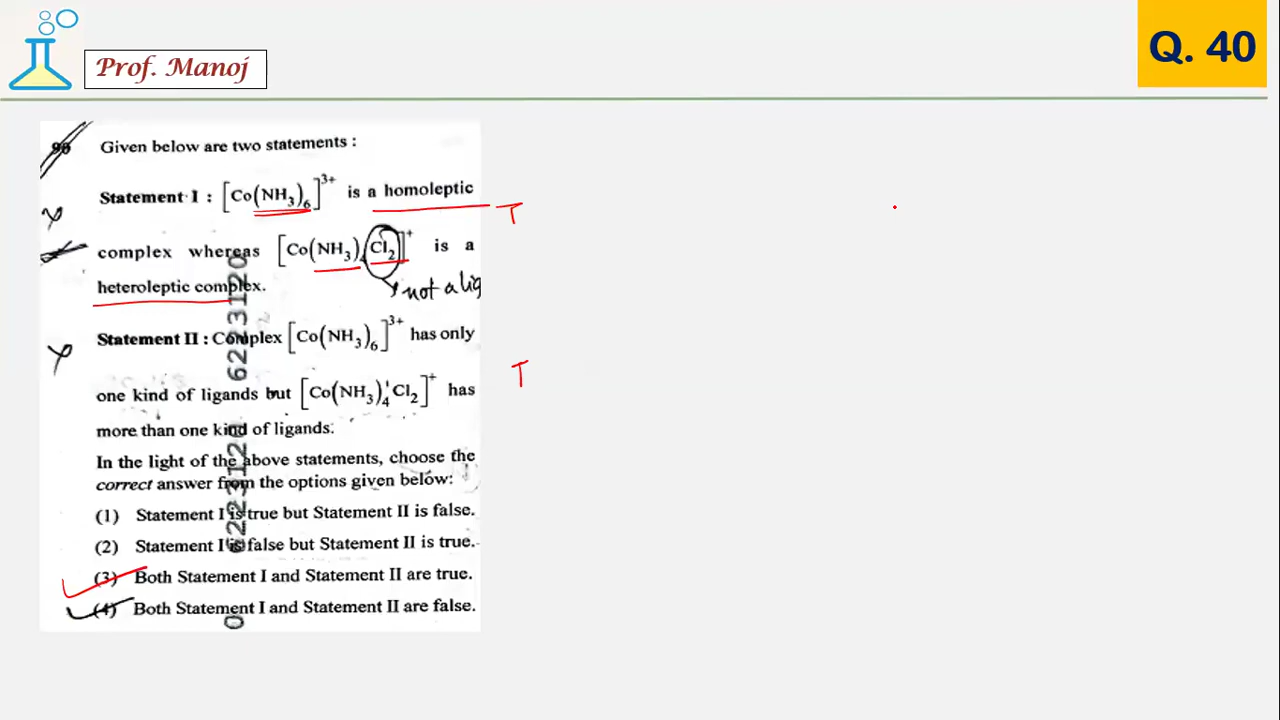 Prof. Manoj
Q. 40
90 Given below are two statements :
Statement I : [Co(NH₃)₆]³⁺ is a homoleptic
T
complex whereas [Co(NH₃)₄Cl₂]⁺ is a
heteroleptic complex.
not a lig
Statement II : Complex [Co(NH₃)₆]³⁺ has only
T
one kind of ligands but [Co(NH₃)₄Cl₂]⁺ has
more than one kind of ligands.
In the light of the above statements, choose the
correct answer from the options given below:
(1) Statement I is true but Statement II is false.
(2) Statement I is false but Statement II is true.
(3) Both Statement I and Statement II are true.
(4) Both Statement I and Statement II are false.
6223120
6223120